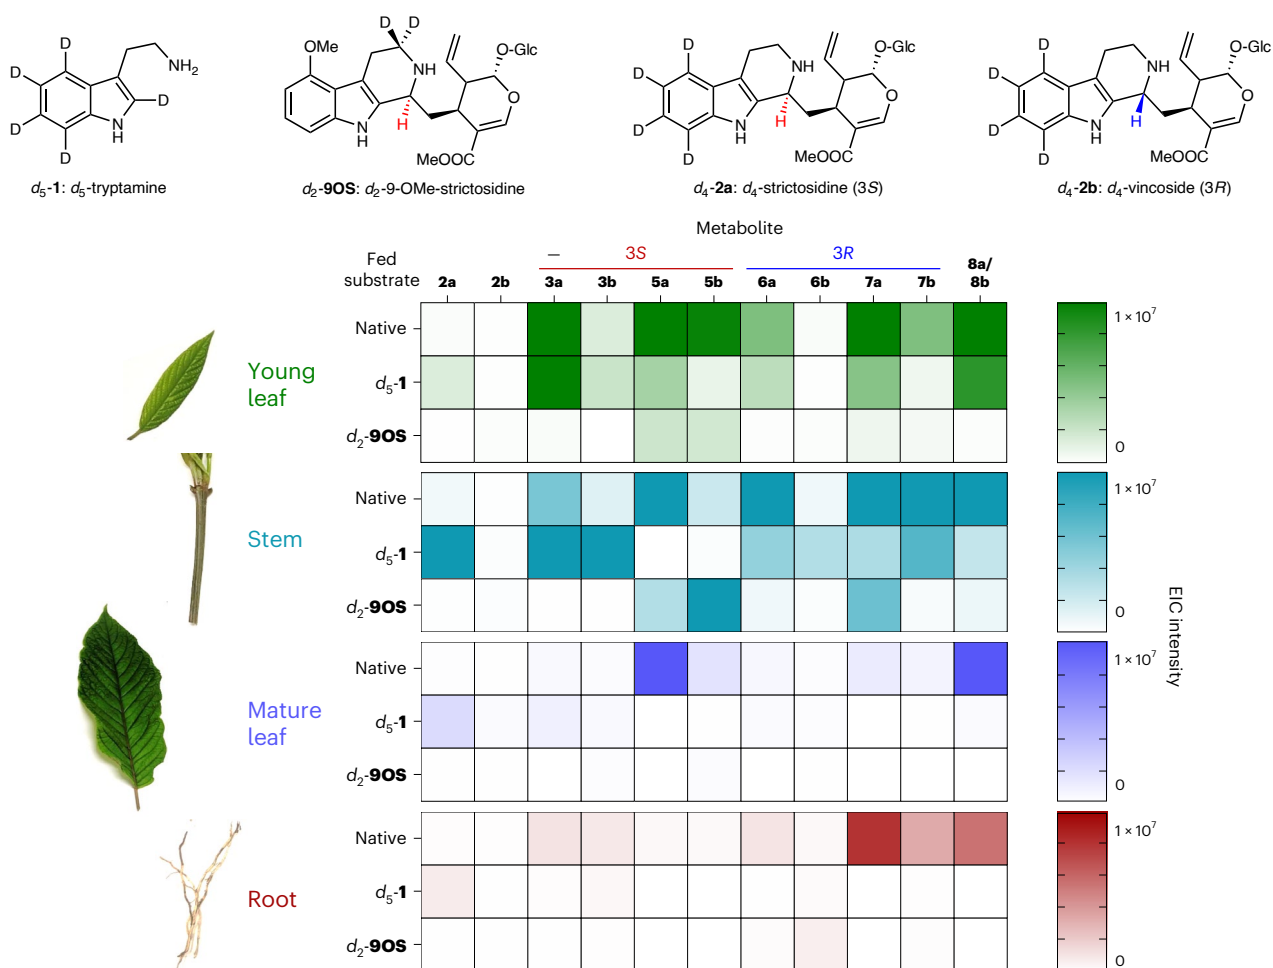 D
D
D
D
D
NH2
NH
d5-1: d5-tryptamine
OMe
D D
NH
O-Glc
O
NH
H
MeOOC
d2-9OS: d2-9-OMe-strictosidine
D
D
D
D
NH
O-Glc
O
NH
H
MeOOC
d4-2a: d4-strictosidine (3S)
D
D
D
D
NH
O-Glc
O
NH
H
MeOOC
d4-2b: d4-vincoside (3R)
Metabolite
Fed substrate
– 3S 3R
2a 2b 3a 3b 5a 5b 6a 6b 7a 7b 8a/8b
Young leaf
Native
d5-1
d2-9OS
1 × 10^7
0
Stem
Native
d5-1
d2-9OS
1 × 10^7
0
Mature leaf
Native
d5-1
d2-9OS
1 × 10^7
0
Root
Native
d5-1
d2-9OS
1 × 10^7
0
EIC intensity